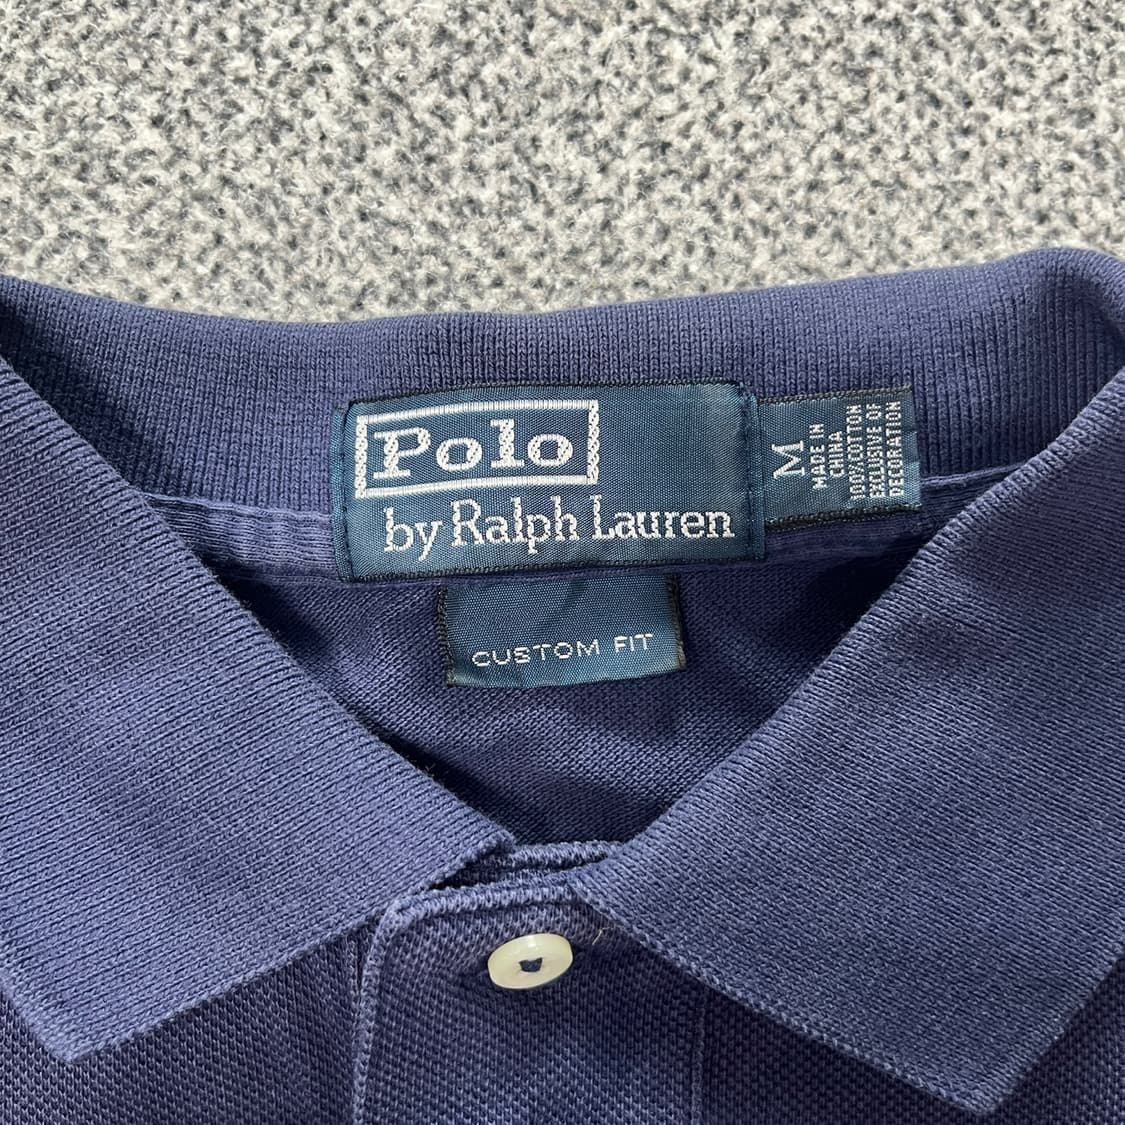 Polo
by Ralph Lauren
M
MADE IN
CHINA
100%COTTON
EXCLUSIVE OF
DECORATION
CUSTOM FIT